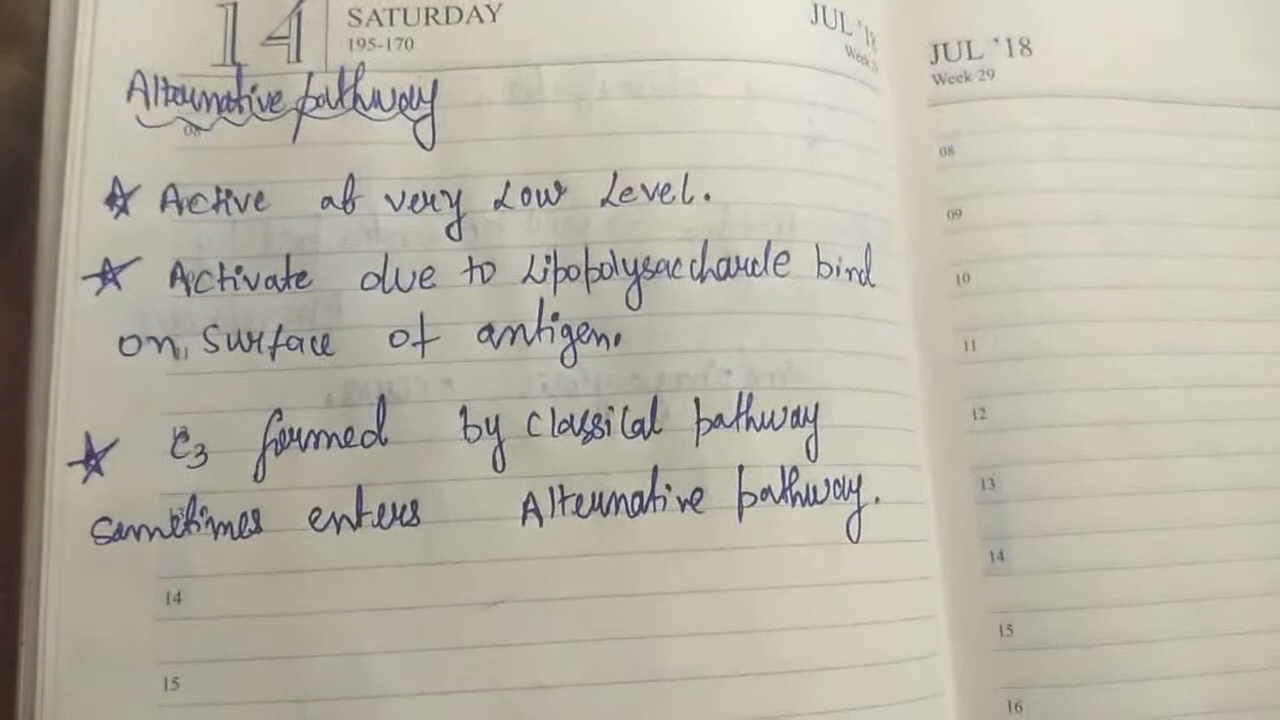 14 SATURDAY JUL '18
195-170 Week
Alternative pathway
08
☆ Active at very Low Level.
☆ Activate due to Lipopolysaccharide bind
on surface of antigen.
☆ C3 formed by classical pathway
sometimes enters Alternative pathway.
14
15
JUL '18
Week 29
08
09
10
11
12
13
14
15
16